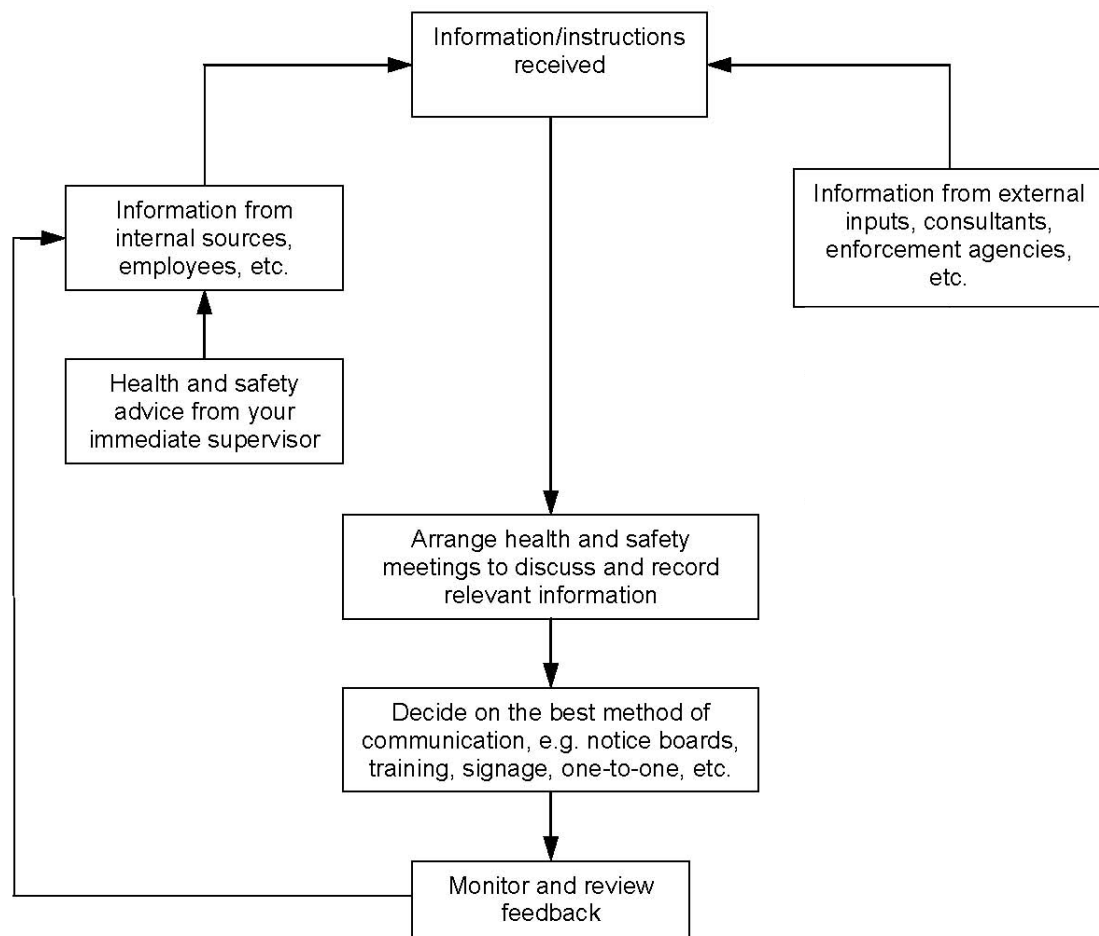 Information/instructions
received
Information from
internal sources,
employees, etc.
Information from external
inputs, consultants,
enforcement agencies,
etc.
Health and safety
advice from your
immediate supervisor
Arrange health and safety
meetings to discuss and record
relevant information
Decide on the best method of
communication, e.g. notice boards,
training, signage, one-to-one, etc.
Monitor and review
feedback